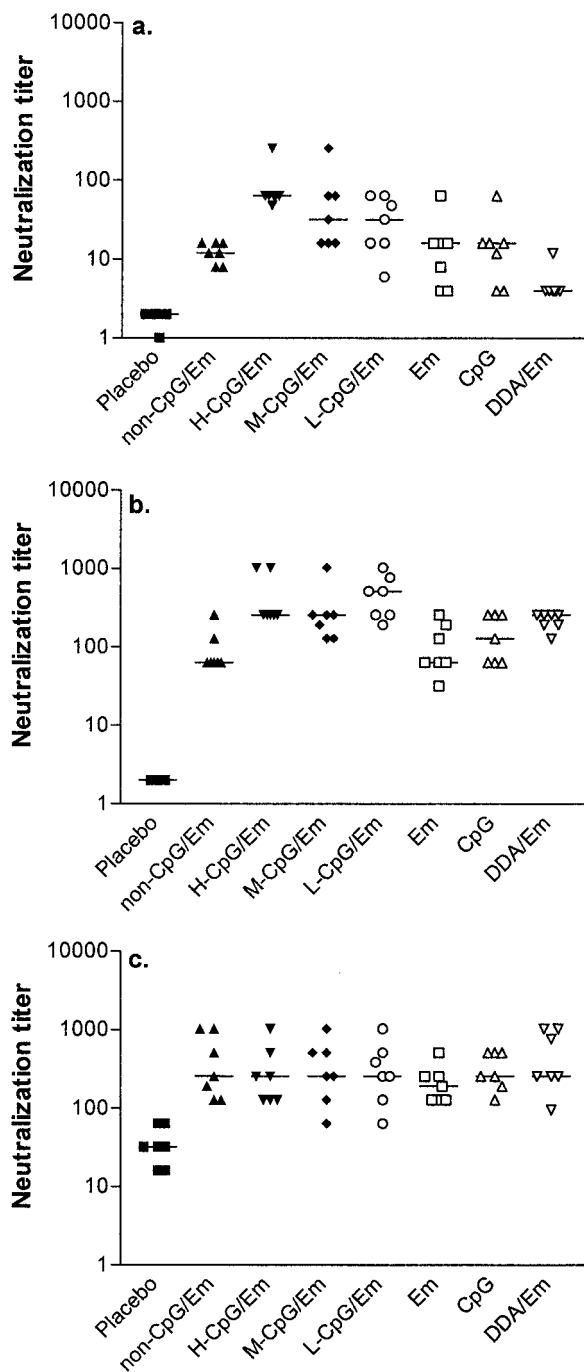 a.
Neutralization titer
10000
1000
100
10
1
Placebo
non-CpG/Em
H-CpG/Em
M-CpG/Em
L-CpG/Em
Em
CpG
DDA/Em
b.
Neutralization titer
10000
1000
100
10
1
Placebo
non-CpG/Em
H-CpG/Em
M-CpG/Em
L-CpG/Em
Em
CpG
DDA/Em
c.
Neutralization titer
10000
1000
100
10
1
Placebo
non-CpG/Em
H-CpG/Em
M-CpG/Em
L-CpG/Em
Em
CpG
DDA/Em